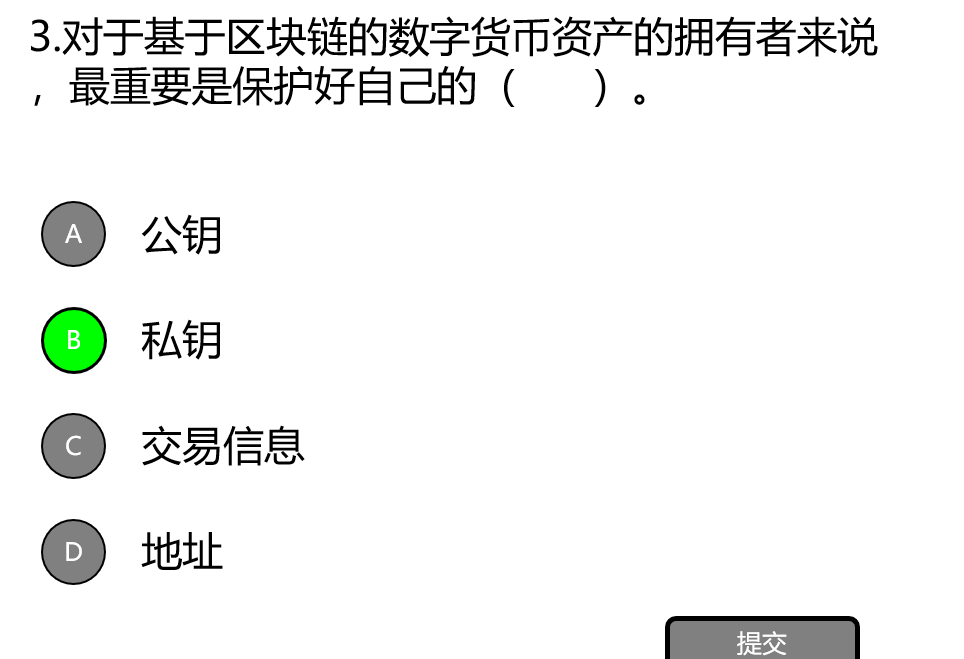 3.对于基于区块链的数字货币资产的拥有者来说
，最重要是保护好自己的（　　）。
A 公钥
B 私钥
C 交易信息
D 地址
提交